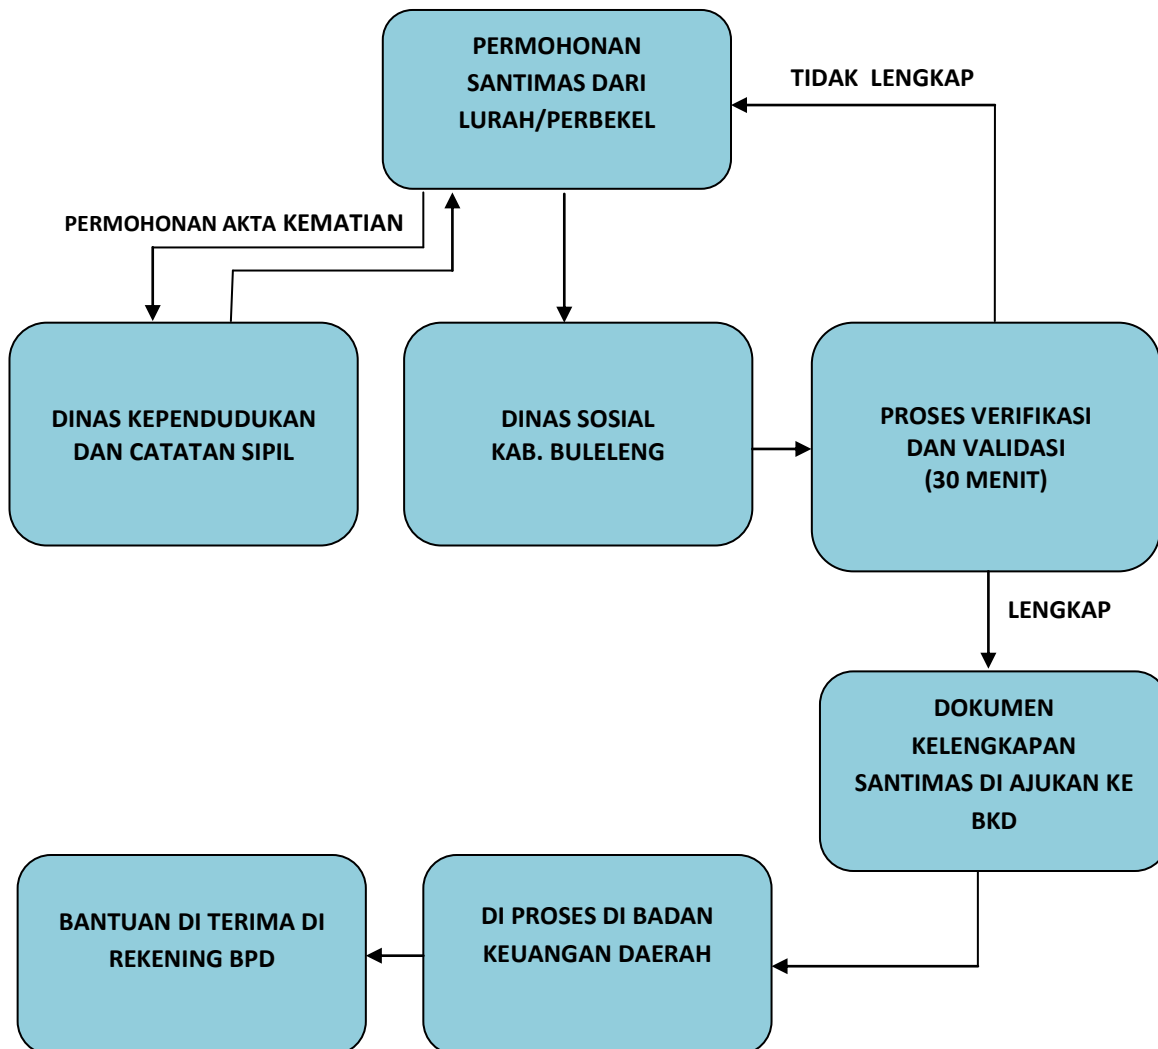 PERMOHONAN
SANTIMAS DARI
LURAH/PERBEKEL
TIDAK LENGKAP
PERMOHONAN AKTA KEMATIAN
DINAS KEPENDUDUKAN
DAN CATATAN SIPIL
DINAS SOSIAL
KAB. BULELENG
PROSES VERIFIKASI
DAN VALIDASI
(30 MENIT)
LENGKAP
DOKUMEN
KELENGKAPAN
SANTIMAS DI AJUKAN KE
BKD
BANTUAN DI TERIMA DI
REKENING BPD
DI PROSES DI BADAN
KEUANGAN DAERAH